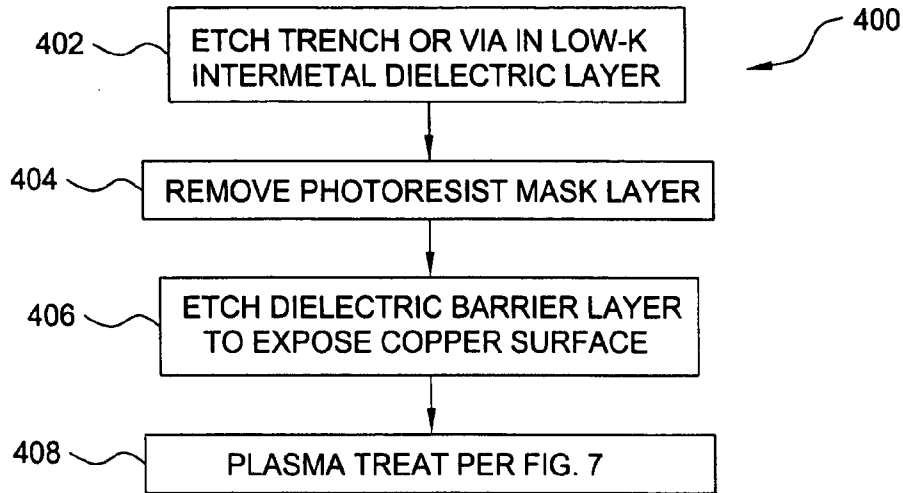 400
402
ETCH TRENCH OR VIA IN LOW-K
INTERMETAL DIELECTRIC LAYER
404
REMOVE PHOTORESIST MASK LAYER
406
ETCH DIELECTRIC BARRIER LAYER
TO EXPOSE COPPER SURFACE
408
PLASMA TREAT PER FIG. 7